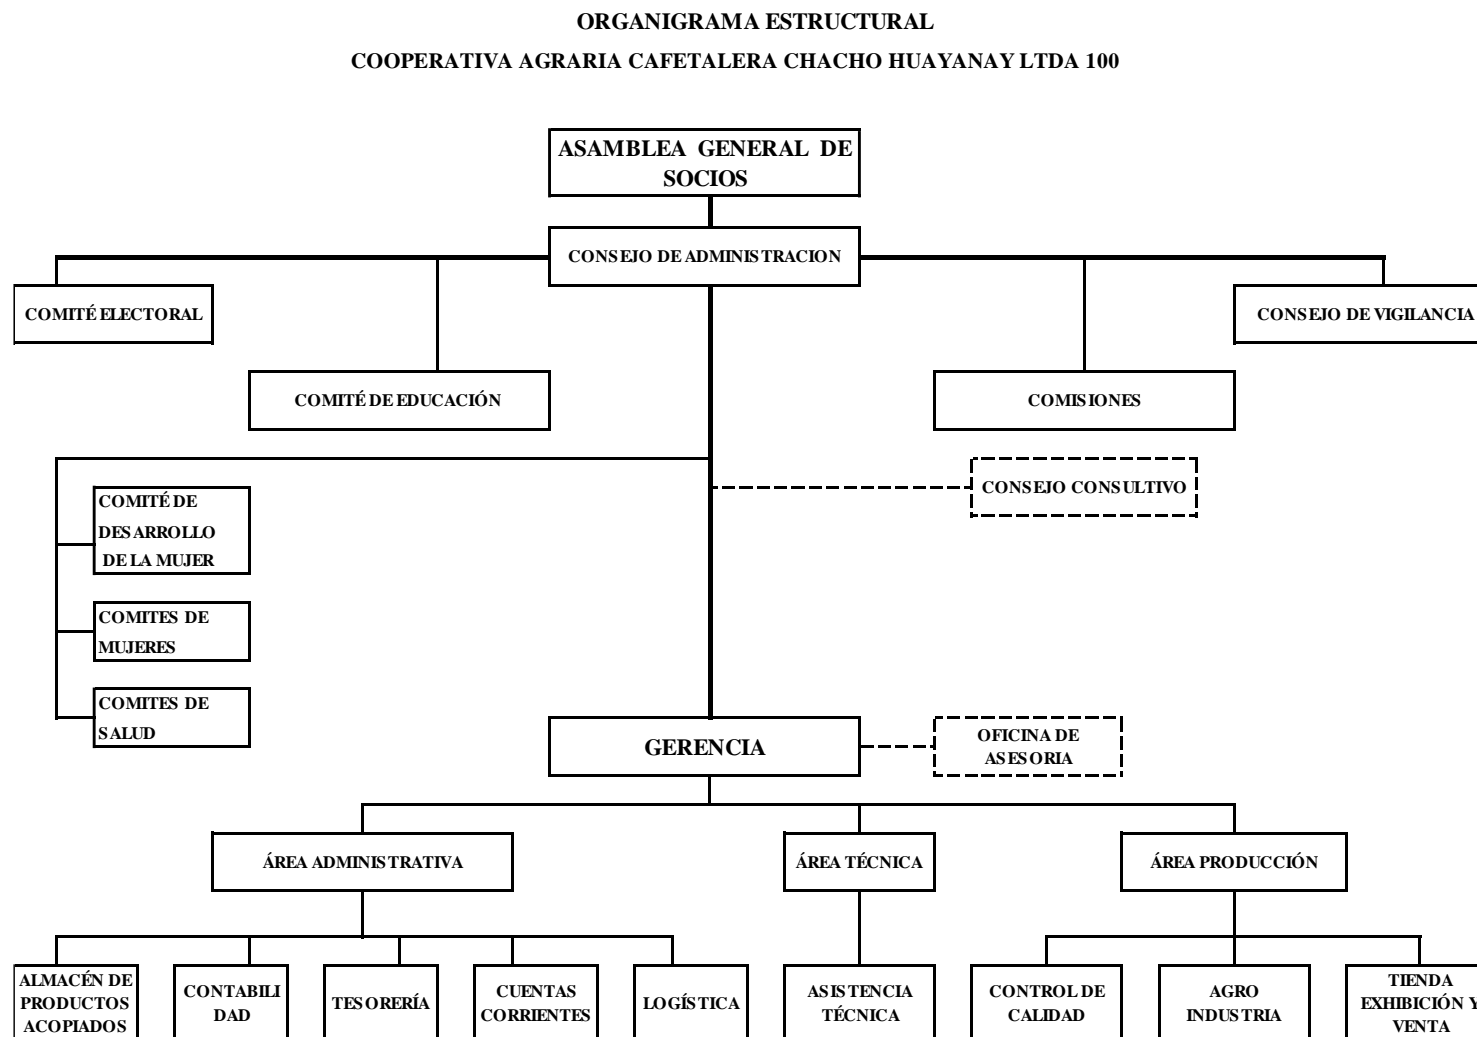 ORGANIGRAMA ESTRUCTURAL
COOPERATIVA AGRARIA CAFETALERA CHACHO HUAYANAY LTDA 100
ASAMBLEA GENERAL DE
SOCIOS
CONSEJO DE ADMINISTRACION
COMITÉ ELECTORAL
CONSEJO DE VIGILANCIA
COMITÉ DE EDUCACIÓN
COMISIONES
CONSEJO CONSULTIVO
COMITÉ DE
DESARROLLO
DE LA MUJER
COMITES DE
MUJERES
COMITES DE
SALUD
GERENCIA
OFICINA DE
ASESORIA
ÁREA ADMINISTRATIVA
ÁREA TÉCNICA
ÁREA PRODUCCIÓN
ALMACÉN DE
PRODUCTOS
ACOPIADOS
CONTABILI
DAD
TESORERÍA
CUENTAS
CORRIENTES
LOGÍSTICA
ASISTENCIA
TÉCNICA
CONTROL DE
CALIDAD
AGRO
INDUSTRIA
TIENDA
EXHIBICIÓN Y
VENTA